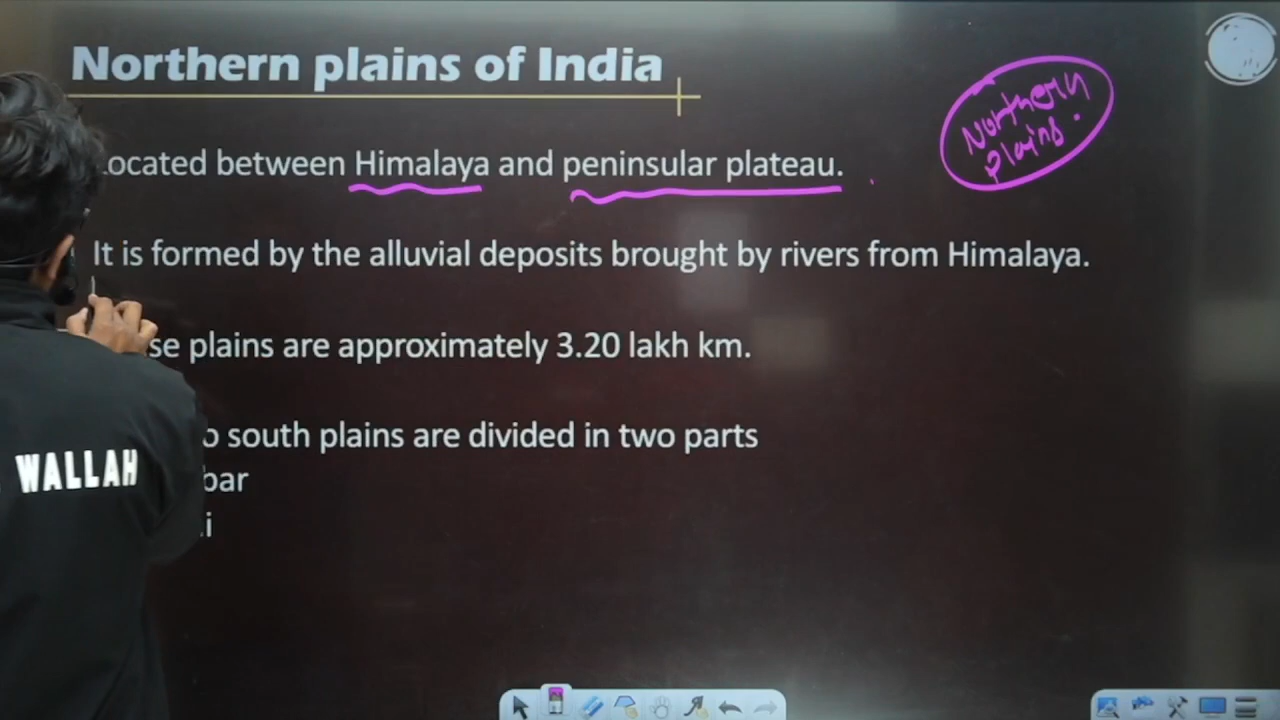 Northern plains of India
Northern
plains.
ocated between Himalaya and peninsular plateau.
It is formed by the alluvial deposits brought by rivers from Himalaya.
se plains are approximately 3.20 lakh km.
o south plains are divided in two parts
bar
i
WALLAH